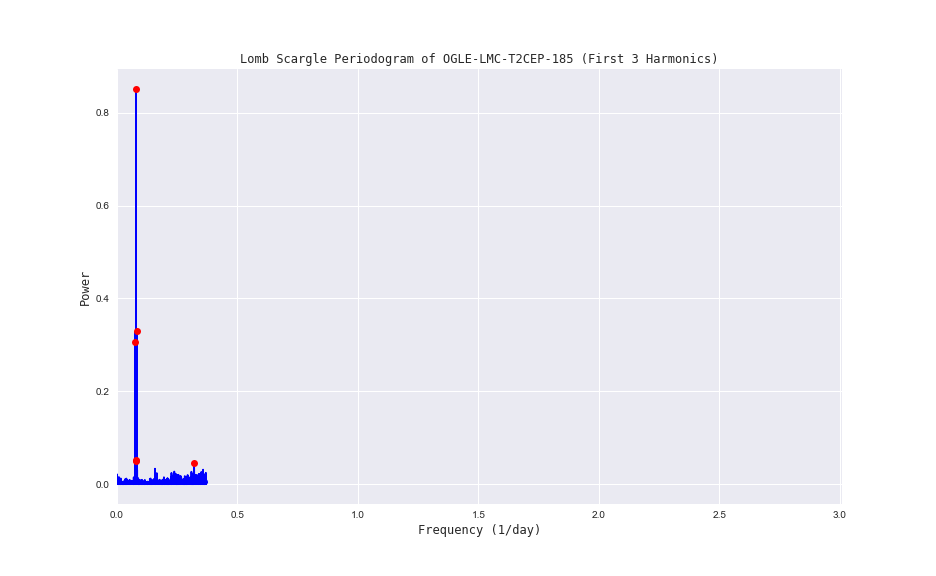 Lomb Scargle Periodogram of OGLE-LMC-T2CEP-185 (First 3 Harmonics)
0.8
0.6
0.4
0.2
0.0
Power
0.0 0.5 1.0 1.5 2.0 2.5 3.0
Frequency (1/day)